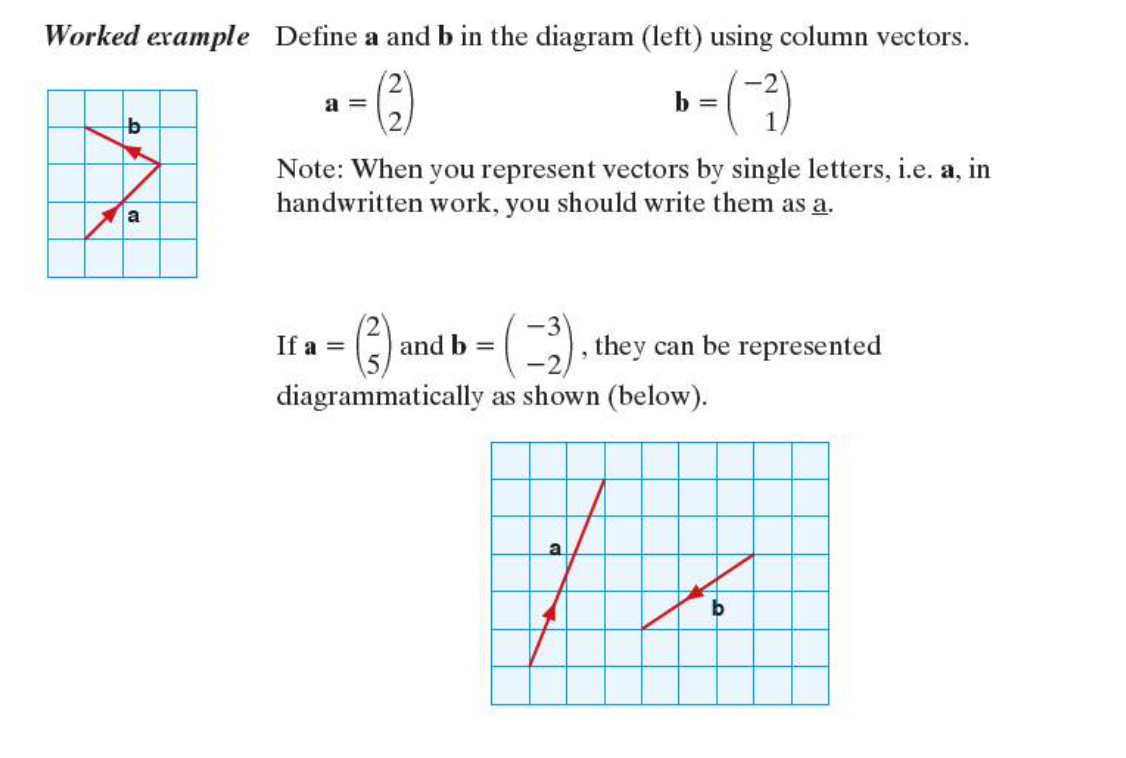 Worked example Define a and b in the diagram (left) using column vectors.
a = (2 2) b = (-2 1)
b
a
Note: When you represent vectors by single letters, i.e. a, in
handwritten work, you should write them as a.
If a = (2 5) and b = (-3 -2), they can be represented
diagrammatically as shown (below).
a
b